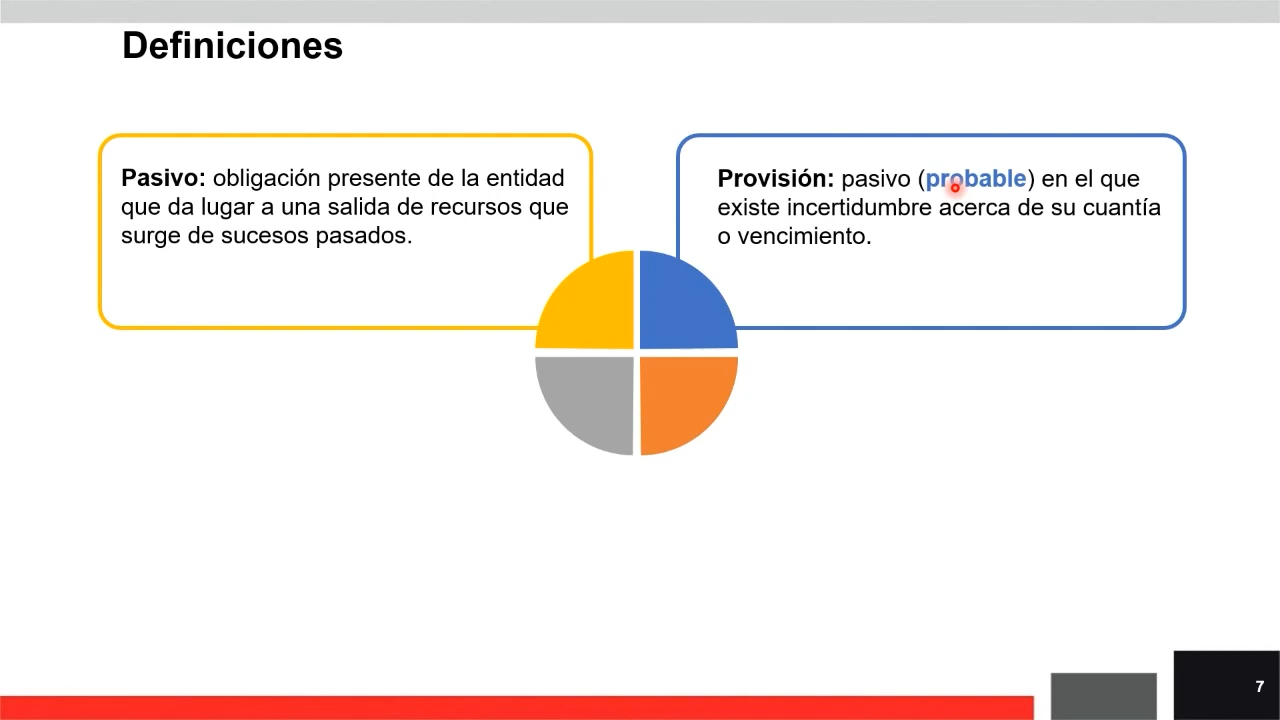 Definiciones
Pasivo: obligación presente de la entidad
que da lugar a una salida de recursos que
surge de sucesos pasados.
Provisión: pasivo (probable) en el que
existe incertidumbre acerca de su cuantía
o vencimiento.
7